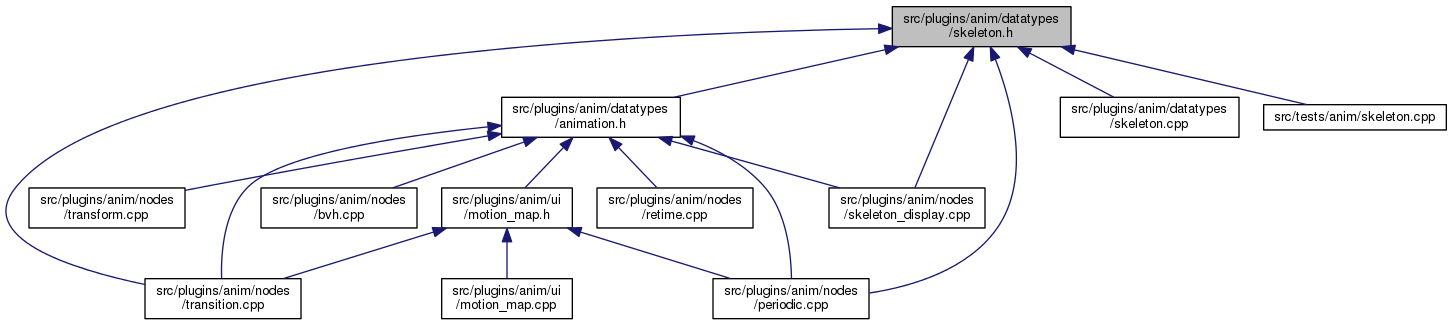 src/plugins/anim/datatypes
/skeleton.h
src/plugins/anim/datatypes
/animation.h
src/plugins/anim/datatypes
/skeleton.cpp
src/tests/anim/skeleton.cpp
src/plugins/anim/nodes
/transform.cpp
src/plugins/anim/nodes
/bvh.cpp
src/plugins/anim/ui
/motion_map.h
src/plugins/anim/nodes
/retime.cpp
src/plugins/anim/nodes
/skeleton_display.cpp
src/plugins/anim/nodes
/transition.cpp
src/plugins/anim/ui
/motion_map.cpp
src/plugins/anim/nodes
/periodic.cpp